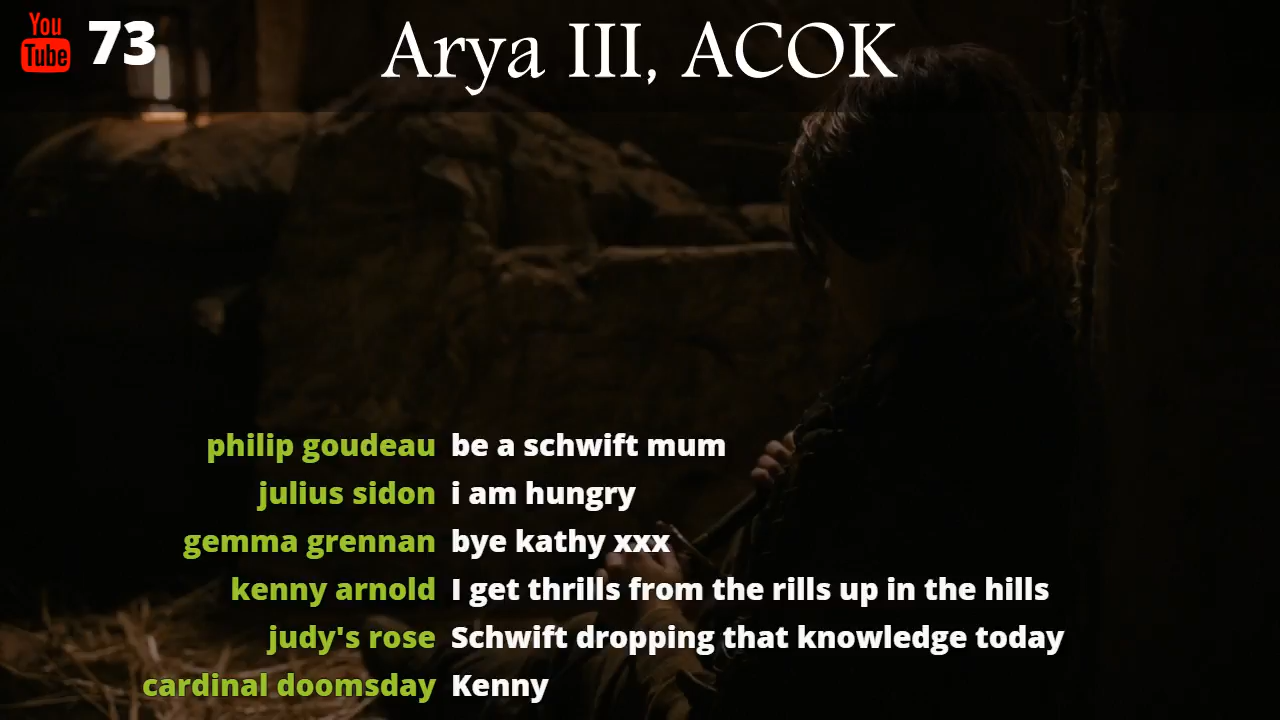 You
Tube 73
Arya III, ACOK
philip goudeau be a schwift mum
julius sidon i am hungry
gemma grennan bye kathy xxx
kenny arnold I get thrills from the rills up in the hills
judy's rose Schwift dropping that knowledge today
cardinal doomsday Kenny